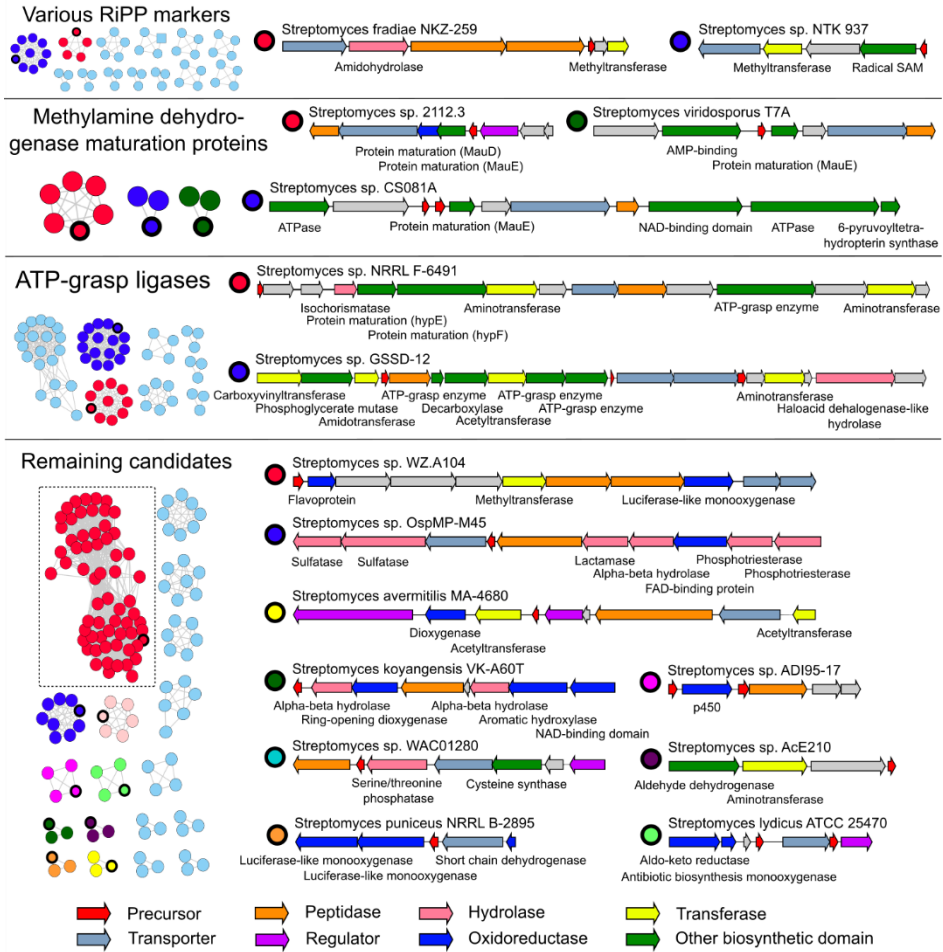 Various RiPP markers
Streptomyces fradiae NKZ-259
Amidohydrolase
Methyltransferase
Streptomyces sp. NTK 937
Methyltransferase
Radical SAM
Methylamine dehydro-
genase maturation proteins
Streptomyces sp. 2112.3
Protein maturation (MauD)
Protein maturation (MauE)
Streptomyces viridosporus T7A
AMP-binding
Protein maturation (MauE)
Streptomyces sp. CS081A
ATPase
Protein maturation (MauE)
NAD-binding domain
ATPase
6-pyruvoyltetra-
hydropterin synthase
ATP-grasp ligases
Streptomyces sp. NRRL F-6491
Isochorismatase
Protein maturation (hypE)
Protein maturation (hypF)
Aminotransferase
ATP-grasp enzyme
Aminotransferase
Streptomyces sp. GSSD-12
Carboxyvinyltransferase
Phosphoglycerate mutase
Amidotransferase
ATP-grasp enzyme
Decarboxylase
Acetyltransferase
ATP-grasp enzyme
ATP-grasp enzyme
Aminotransferase
Haloacid dehalogenase-like
hydrolase
Remaining candidates
Streptomyces sp. WZ.A104
Flavoprotein
Methyltransferase
Luciferase-like monooxygenase
Streptomyces sp. OspMP-M45
Sulfatase
Sulfatase
Lactamase
Alpha-beta hydrolase
FAD-binding protein
Phosphotriesterase
Phosphotriesterase
Streptomyces avermitilis MA-4680
Dioxygenase
Acetyltransferase
Acetyltransferase
Streptomyces koyangensis VK-A60T
Alpha-beta hydrolase
Ring-opening dioxygenase
Alpha-beta hydrolase
Aromatic hydroxylase
NAD-binding domain
Streptomyces sp. ADI95-17
p450
Streptomyces sp. WAC01280
Serine/threonine
phosphatase
Cysteine synthase
Streptomyces sp. AcE210
Aldehyde dehydrogenase
Aminotransferase
Streptomyces puniceus NRRL B-2895
Luciferase-like monooxygenase
Luciferase-like monooxygenase
Short chain dehydrogenase
Streptomyces lydicus ATCC 25470
Aldo-keto reductase
Antibiotic biosynthesis monooxygenase
Precursor
Peptidase
Hydrolase
Transferase
Transporter
Regulator
Oxidoreductase
Other biosynthetic domain